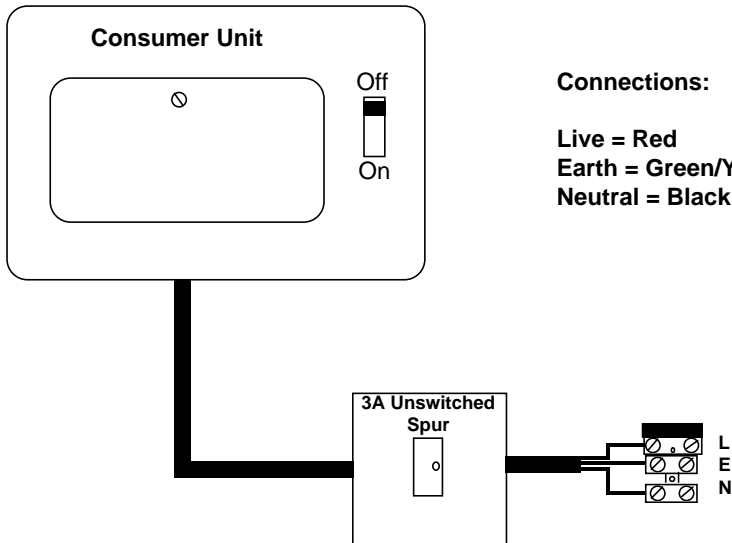 Consumer Unit
Off
On
Connections:
Live = Red
Earth = Green/Y
Neutral = Black
3A Unswitched
Spur
L
E
N